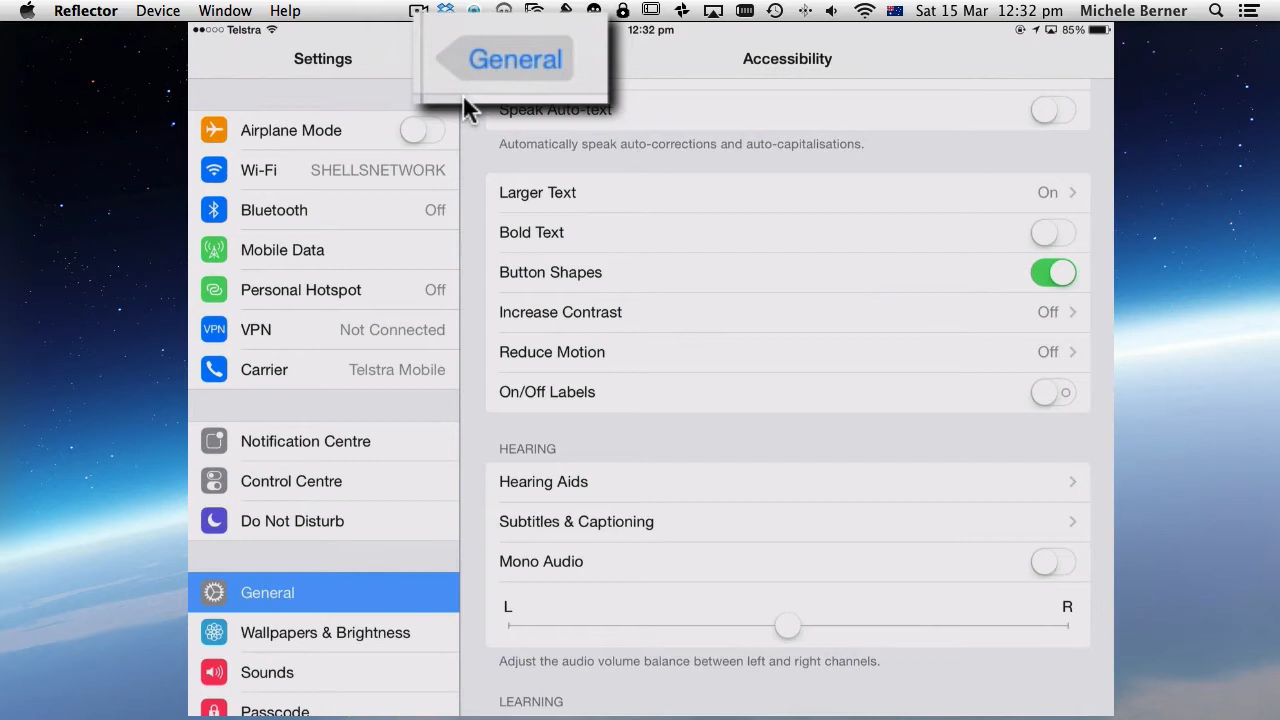 Reflector Device Window Help Sat 15 Mar 12:32 pm Michele Berner
Telstra 12:32 pm 85%
Settings General Accessibility
Airplane Mode
Wi-Fi SHELLSNETWORK
Bluetooth Off
Mobile Data
Personal Hotspot Off
VPN VPN Not Connected
Carrier Telstra Mobile
Notification Centre
Control Centre
Do Not Disturb
General
Wallpapers & Brightness
Sounds
Passcode
Speak Auto-text
Automatically speak auto-corrections and auto-capitalisations.
Larger Text On
Bold Text
Button Shapes
Increase Contrast Off
Reduce Motion Off
On/Off Labels
HEARING
Hearing Aids
Subtitles & Captioning
Mono Audio
L R
Adjust the audio volume balance between left and right channels.
LEARNING